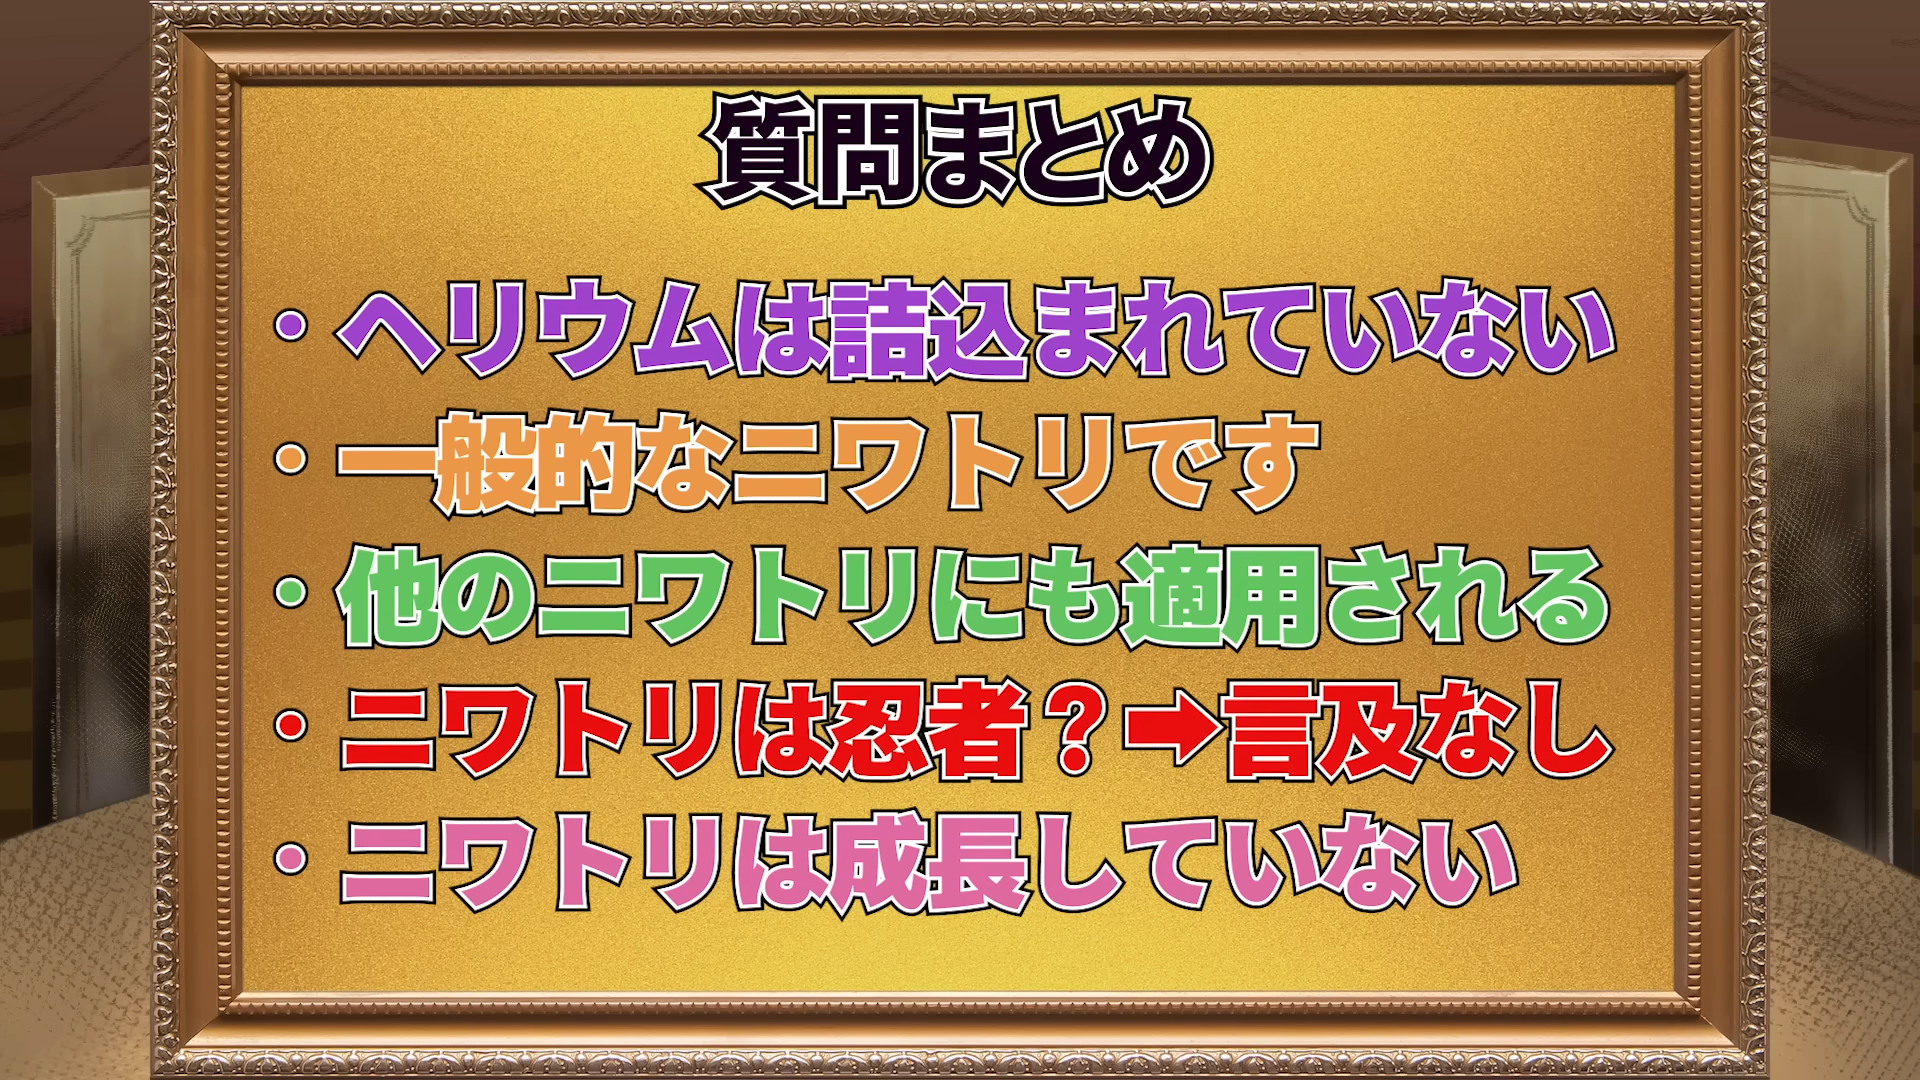 質問まとめ
・ヘリウムは詰込まれていない
・一般的なニワトリです
・他のニワトリにも適用される
・ニワトリは忍者？➡言及なし
・ニワトリは成長していない